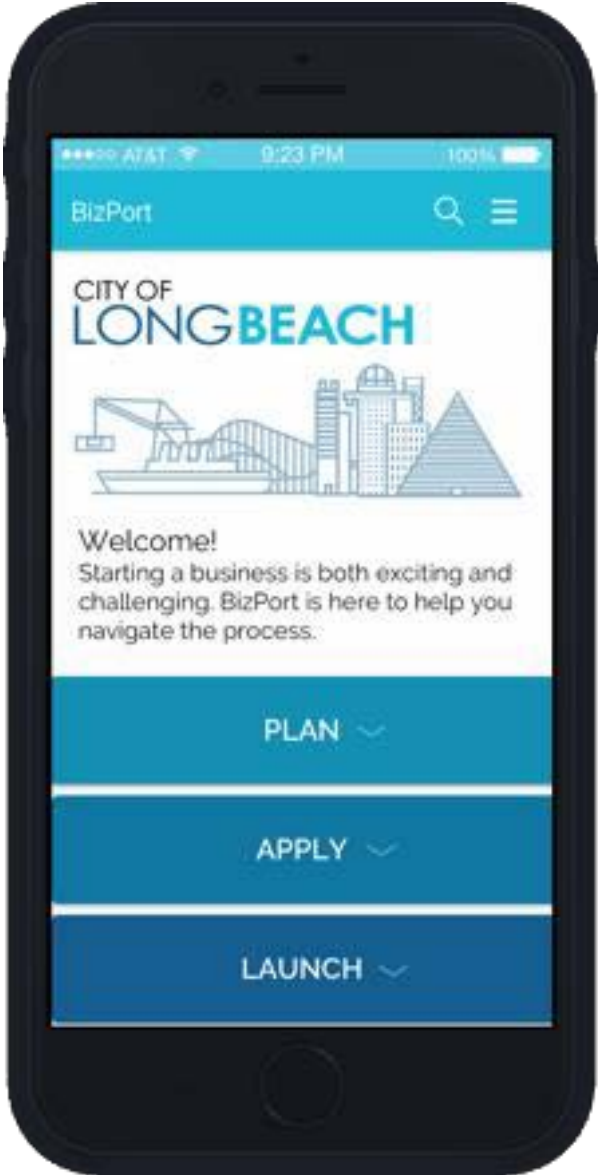 AT&T 9:23 PM 100%
BizPort
CITY OF
LONGBEACH
Welcome!
Starting a business is both exciting and
challenging. BizPort is here to help you
navigate the process.
PLAN
APPLY
LAUNCH